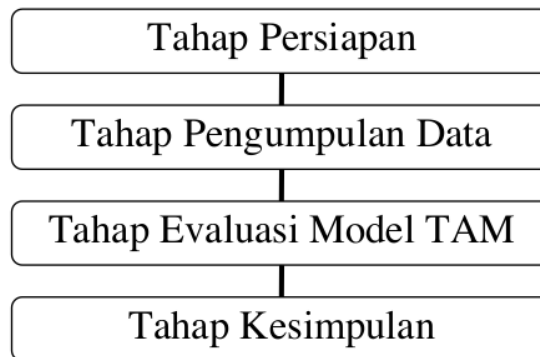 Tahap Persiapan
Tahap Pengumpulan Data
Tahap Evaluasi Model TAM
Tahap Kesimpulan